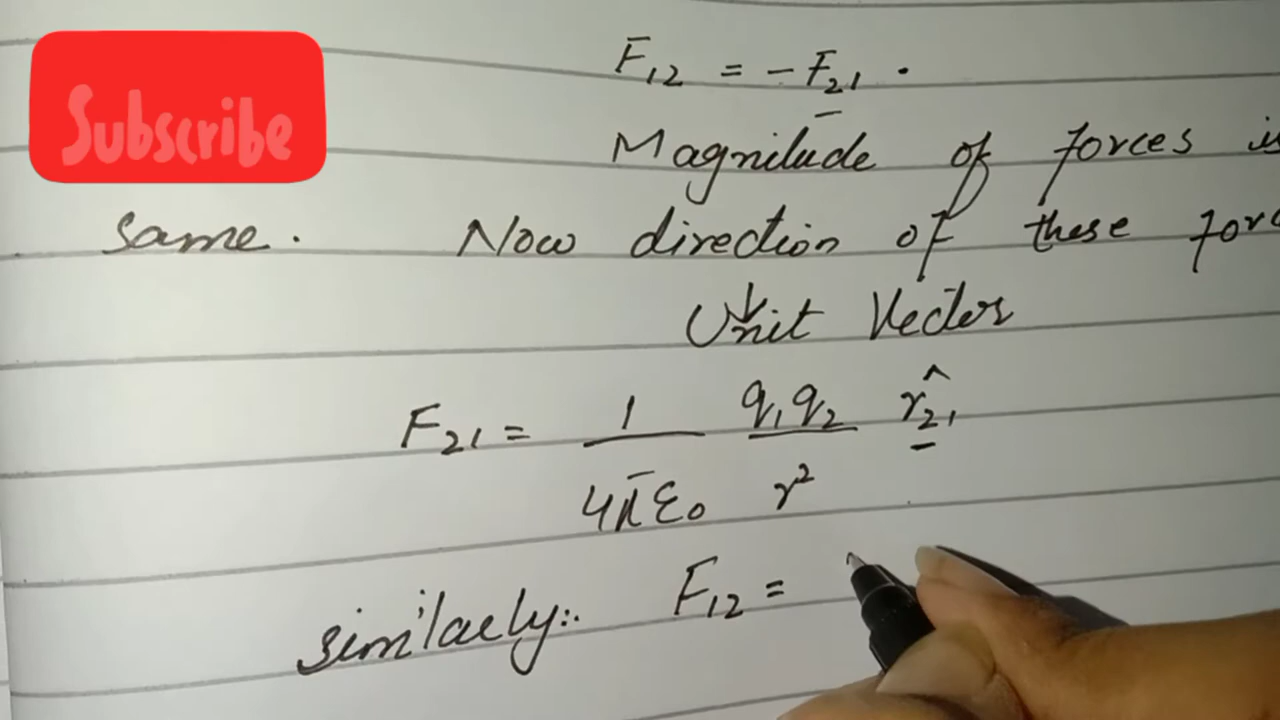 Subscribe
F₁₂ = -F₂₁ .
Magnitude of forces is
same. Now direction of these forc
↓
Unit Vector
F₂₁ = 1/4πε₀ q₁q₂/r² r̂₂₁
similarly:. F₁₂ =